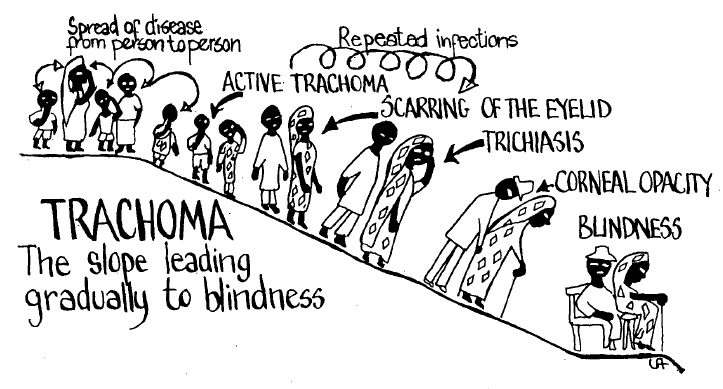 Spread of disease
from person to person
Repeated infections
ACTIVE TRACHOMA
SCARRING OF THE EYELID
TRICHIASIS
CORNEAL OPACITY
BLINDNESS
TRACHOMA
The slope leading
gradually to blindness